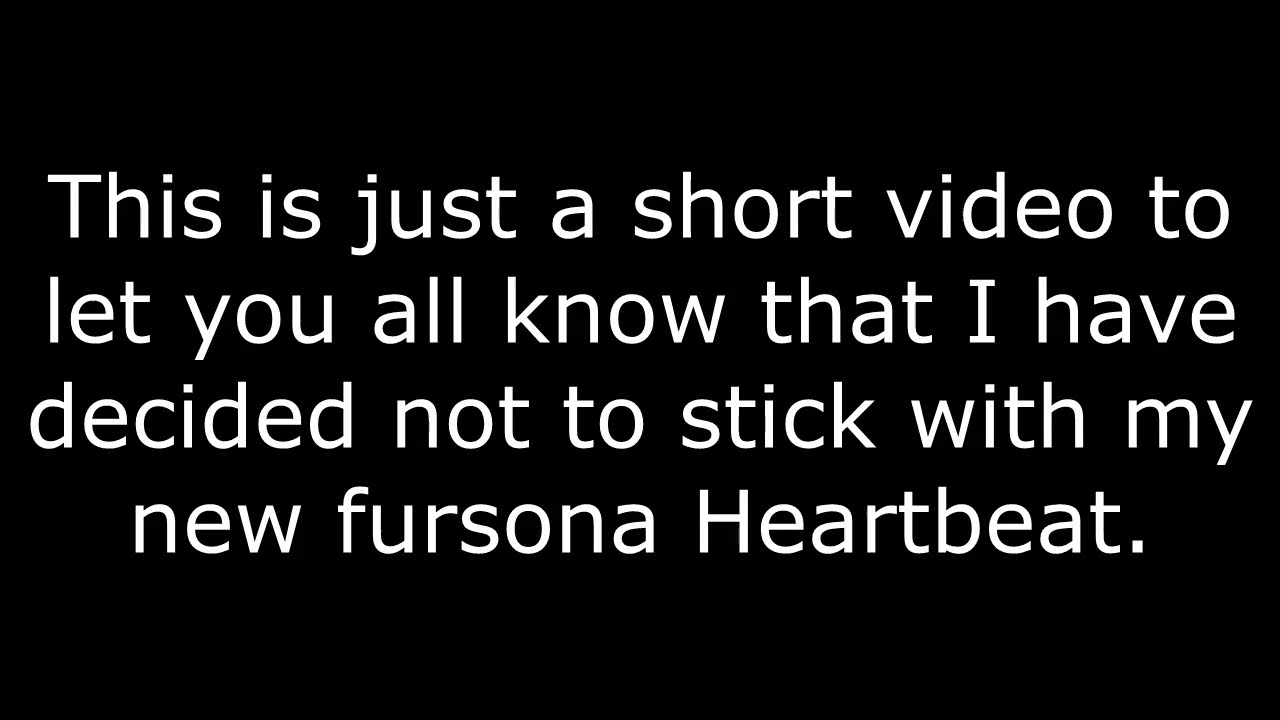 This is just a short video to
let you all know that I have
decided not to stick with my
new fursona Heartbeat.